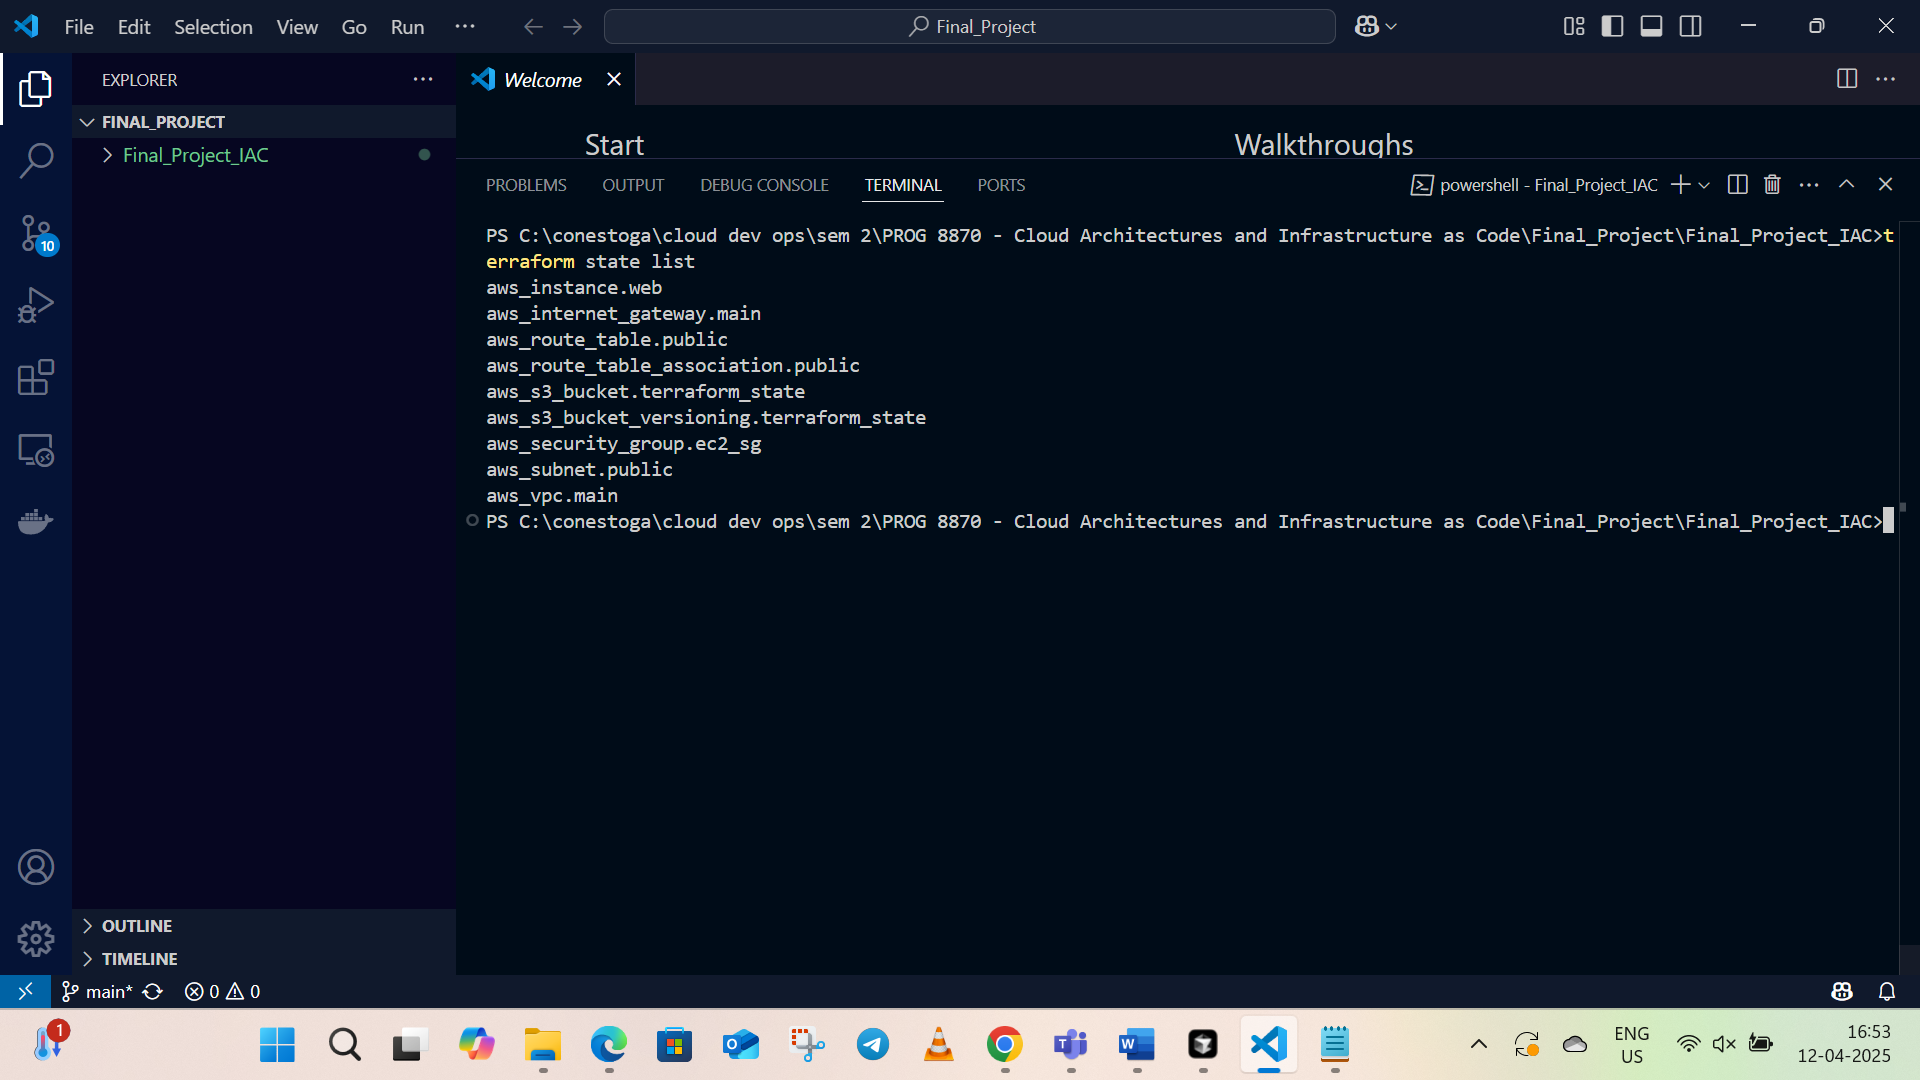 File Edit Selection View Go Run ··· Final_Project
EXPLORER ···
Welcome
FINAL_PROJECT
Final_Project_IAC
Start Walkthroughs
PROBLEMS OUTPUT DEBUG CONSOLE TERMINAL PORTS powershell - Final_Project_IAC
PS C:\conestoga\cloud dev ops\sem 2\PROG 8870 - Cloud Architectures and Infrastructure as Code\Final_Project\Final_Project_IAC>t
erraform state list
aws_instance.web
aws_internet_gateway.main
aws_route_table.public
aws_route_table_association.public
aws_s3_bucket.terraform_state
aws_s3_bucket_versioning.terraform_state
aws_security_group.ec2_sg
aws_subnet.public
aws_vpc.main
PS C:\conestoga\cloud dev ops\sem 2\PROG 8870 - Cloud Architectures and Infrastructure as Code\Final_Project\Final_Project_IAC>
10
OUTLINE
TIMELINE
main* 0 0
1
ENG
US
16:53
12-04-2025